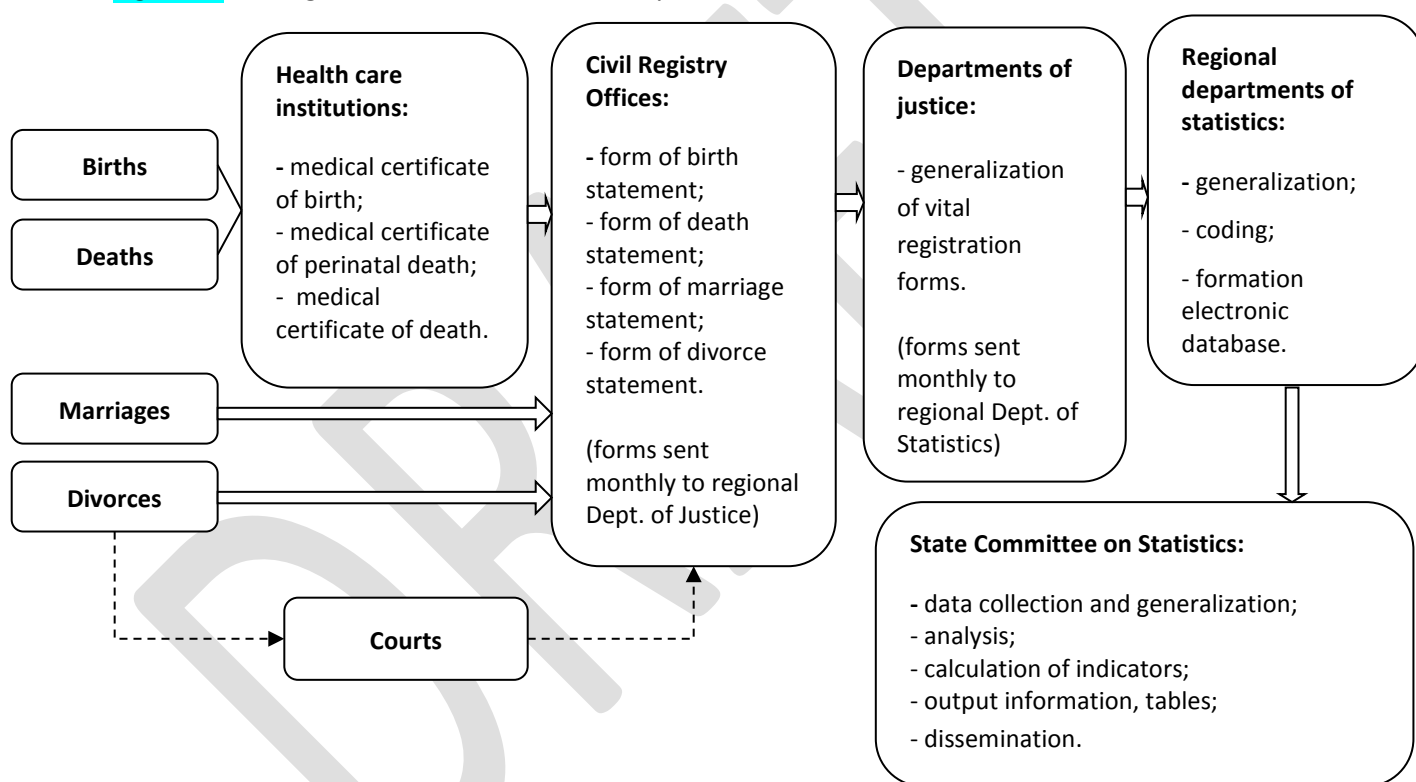 Births
Deaths
Marriages
Divorces
Health care
institutions:
- medical certificate
of birth;
- medical certificate
of perinatal death;
- medical
certificate of death.
Civil Registry
Offices:
- form of birth
statement;
- form of death
statement;
- form of marriage
statement;
- form of divorce
statement.
(forms sent
monthly to regional
Dept. of Justice)
Courts
Departments of
justice:
- generalization
of vital
registration
forms.
(forms sent
monthly to
regional Dept. of
Statistics)
Regional
departments of
statistics:
- generalization;
- coding;
- formation
electronic
database.
State Committee on Statistics:
- data collection and generalization;
- analysis;
- calculation of indicators;
- output information, tables;
- dissemination.